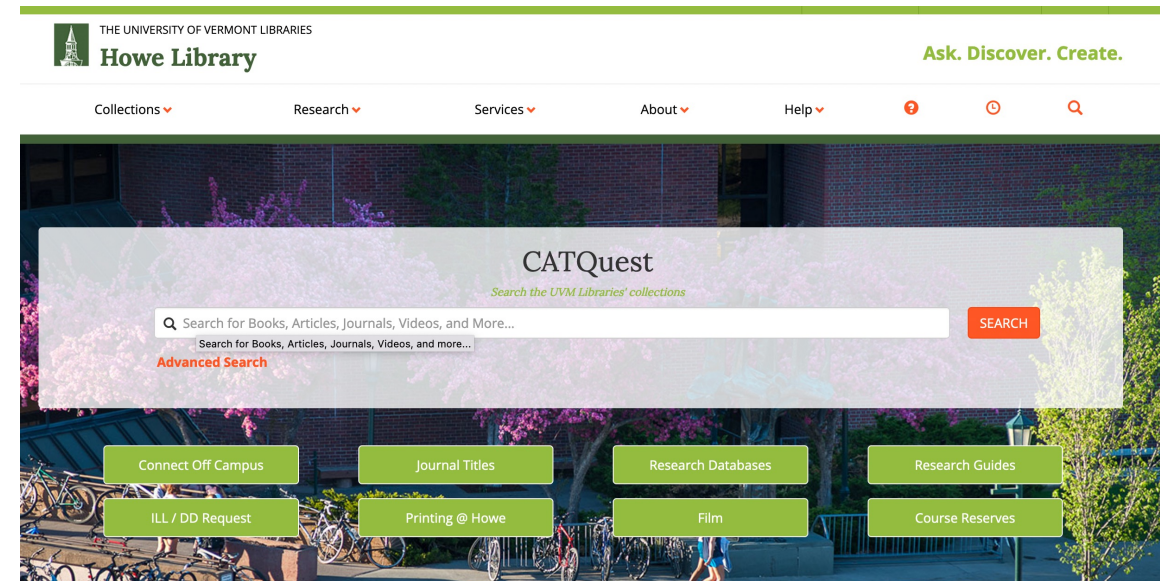 THE UNIVERSITY OF VERMONT LIBRARIES
Howe Library
Ask. Discover. Create.
Collections Research Services About Help
CATQuest
Search the UVM Libraries' collections
Search for Books, Articles, Journals, Videos, and More... SEARCH
Search for Books, Articles, Journals, Videos, and more...
Advanced Search
Connect Off Campus Journal Titles Research Databases Research Guides
ILL / DD Request Printing @ Howe Film Course Reserves